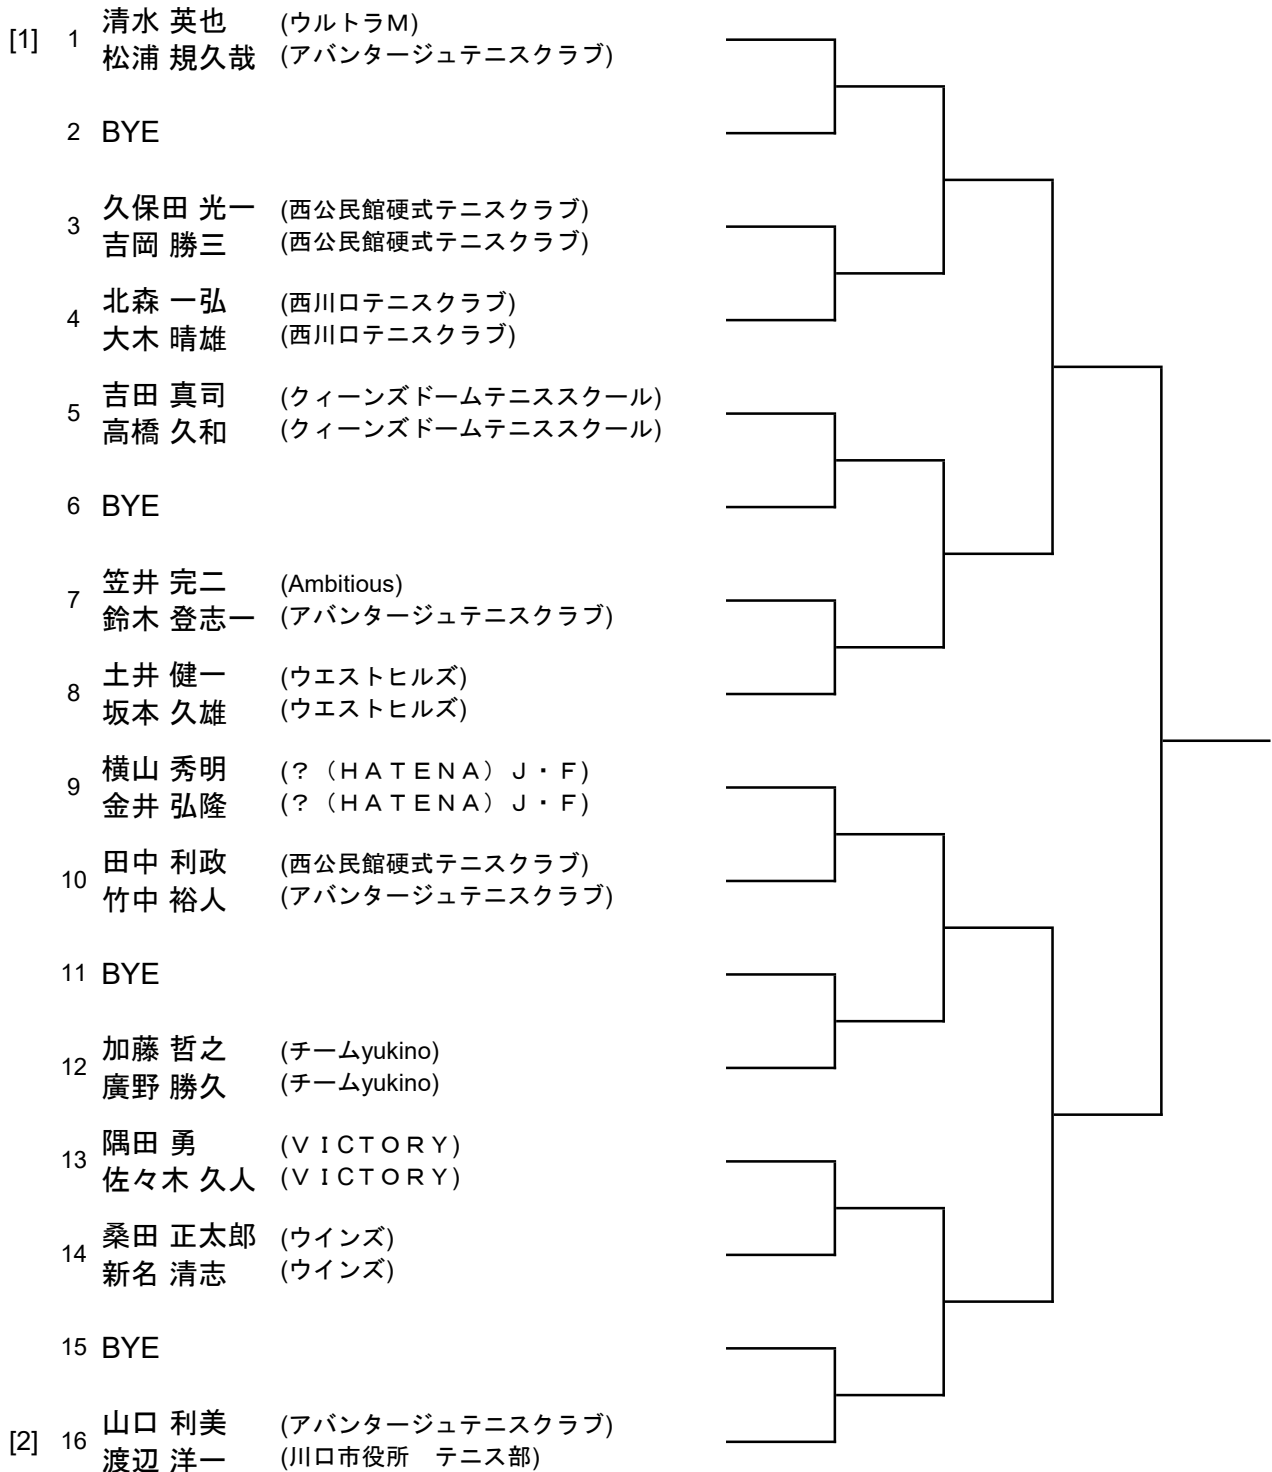 [1] 1 清水 英也 (ウルトラM)
松浦 規久哉 (アバンタージュテニスクラブ)
2 BYE
3 久保田 光一 (西公民館硬式テニスクラブ)
吉岡 勝三 (西公民館硬式テニスクラブ)
4 北森 一弘 (西川口テニスクラブ)
大木 晴雄 (西川口テニスクラブ)
5 吉田 真司 (クィーンズドームテニススクール)
高橋 久和 (クィーンズドームテニススクール)
6 BYE
7 笠井 完二 (Ambitious)
鈴木 登志一 (アバンタージュテニスクラブ)
8 土井 健一 (ウエストヒルズ)
坂本 久雄 (ウエストヒルズ)
9 横山 秀明 (？（ＨＡＴＥＮＡ）Ｊ・Ｆ)
金井 弘隆 (？（ＨＡＴＥＮＡ）Ｊ・Ｆ)
10 田中 利政 (西公民館硬式テニスクラブ)
竹中 裕人 (アバンタージュテニスクラブ)
11 BYE
12 加藤 哲之 (チームyukino)
廣野 勝久 (チームyukino)
13 隅田 勇 (ＶＩＣＴＯＲＹ)
佐々木 久人 (ＶＩＣＴＯＲＹ)
14 桑田 正太郎 (ウインズ)
新名 清志 (ウインズ)
15 BYE
[2] 16 山口 利美 (アバンタージュテニスクラブ)
渡辺 洋一 (川口市役所　テニス部)